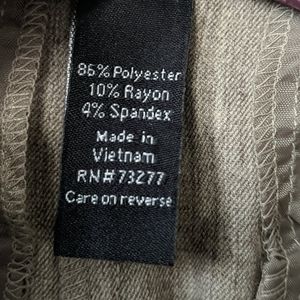 86% Polyester
10% Rayon
4% Spandex
Made in
Vietnam
RN#73277
Care on reverse